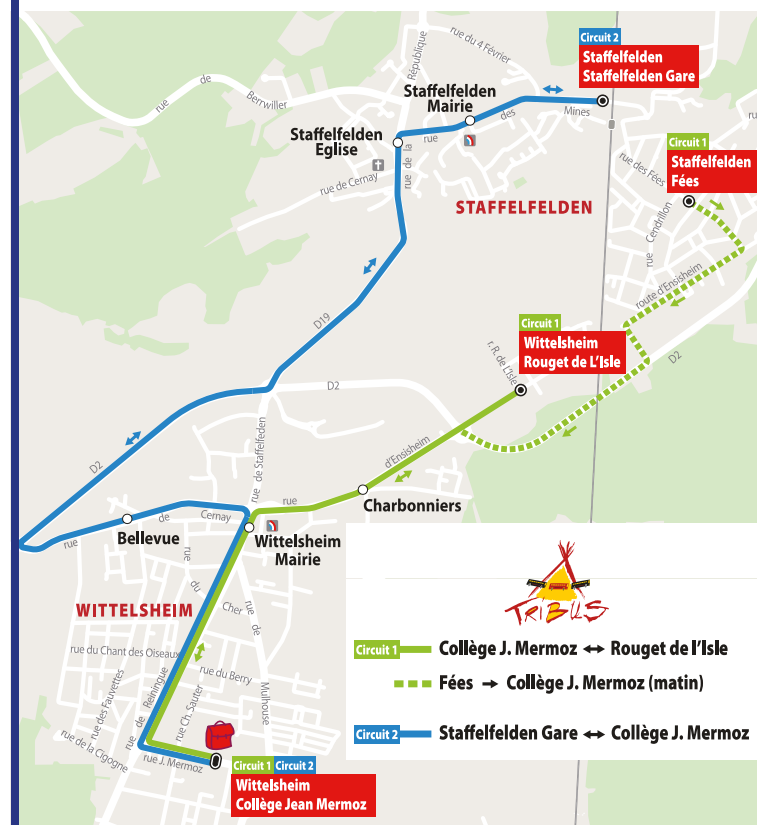 rue du 4 Février
République
rue de Berrwiller
Circuit 2
Staffelfelden
Staffelfelden Gare
Staffelfelden
Mairie
rue des Mines
Staffelfelden
Eglise
rue de la
rue de Cernay
Circuit 1
Staffelfelden
Fées
rue des Fées
STAFFELFELDEN
rue Cendrillon
route d'Ensisheim
D19
Circuit 1
Wittelsheim
Rouget de L'Isle
r. R. de L'Isle
D2
D2
D2
rue de Staffelfeden
rue d'Ensisheim
Charbonniers
rue de Cernay
Bellevue
Wittelsheim
Mairie
WITTELSHEIM
rue du Cher
rue de Mulhouse
rue du Chant des Oiseaux
rue de Reiningue
rue du Berry
rue des Fauvettes
rue Ch. Sauter
rue de la Cigogne
rue J. Mermoz
Circuit 1 Circuit 2
Wittelsheim
Collège Jean Mermoz
TRIBUS
Circuit 1 Collège J. Mermoz ↔ Rouget de l'Isle
Fées → Collège J. Mermoz (matin)
Circuit 2 Staffelfelden Gare ↔ Collège J. Mermoz